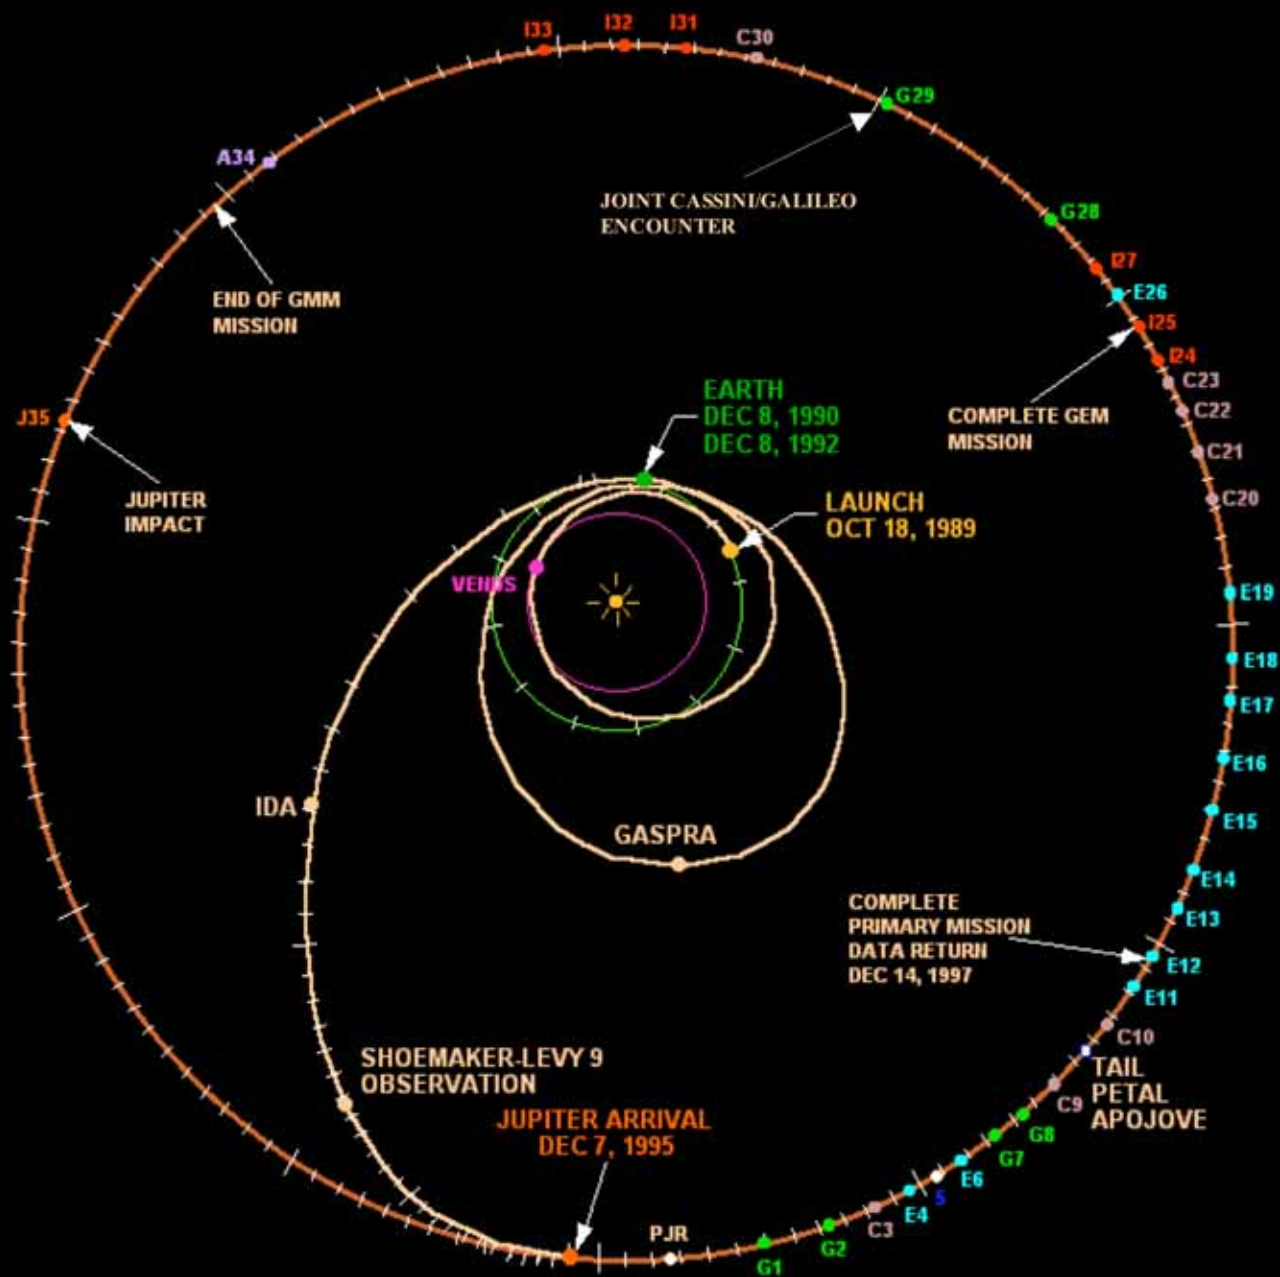 I33
I32
I31
C30
G29
A34
JOINT CASSINI/GALILEO
ENCOUNTER
G28
I27
E26
END OF GMM
MISSION
I25
I24
C23
C22
C21
C20
COMPLETE GEM
MISSION
J35
JUPITER
IMPACT
EARTH
DEC 8, 1990
DEC 8, 1992
LAUNCH
OCT 18, 1989
VENUS
E19
E18
E17
E16
E15
E14
E13
IDA
GASPRA
COMPLETE
PRIMARY MISSION
DATA RETURN
DEC 14, 1997
E12
E11
C10
TAIL
PETAL
APOJOVE
SHOEMAKER-LEVY 9
OBSERVATION
C9
G8
G7
E6
5
E4
C3
G2
G1
JUPITER ARRIVAL
DEC 7, 1995
PJR